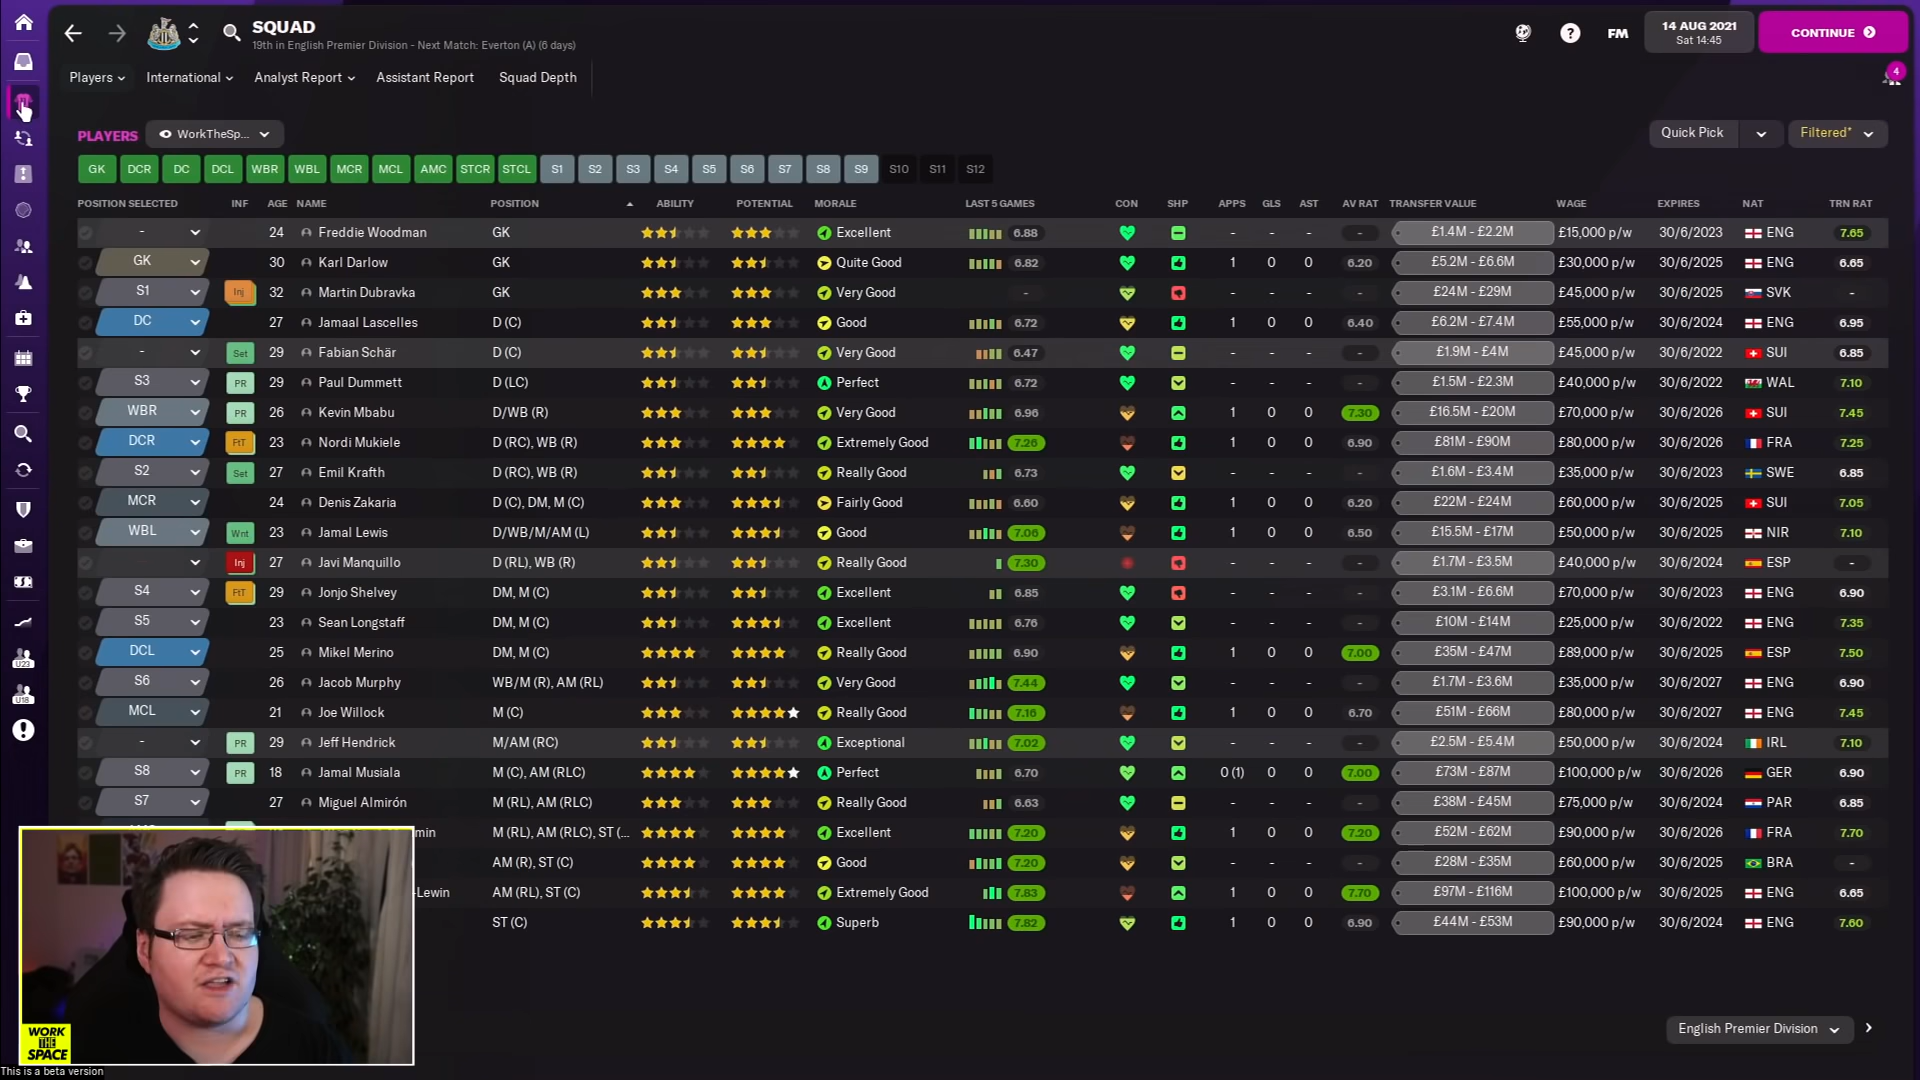 SQUAD
19th in English Premier Division - Next Match: Everton (A) (6 days)
FM
14 AUG 2021
Sat 14:45
CONTINUE
Players
International
Analyst Report
Assistant Report
Squad Depth
4
PLAYERS
WorkTheSp...
Quick Pick
Filtered*
GK DCR DC DCL WBR WBL MCR MCL AMC STCR STCL S1 S2 S3 S4 S5 S6 S7 S8 S9 S10 S11 S12
POSITION SELECTED INF AGE NAME POSITION ABILITY POTENTIAL MORALE LAST 5 GAMES CON SHP APPS GLS AST AV RAT TRANSFER VALUE WAGE EXPIRES NAT TRN RAT
- 24 Freddie Woodman GK Excellent 6.88 - - - - £1.4M - £2.2M £15,000 p/w 30/6/2023 ENG 7.65
GK 30 Karl Darlow GK Quite Good 6.82 1 0 0 6.20 £5.2M - £6.6M £30,000 p/w 30/6/2025 ENG 6.65
S1 Inj 32 Martin Dubravka GK Very Good - - - - - £24M - £29M £45,000 p/w 30/6/2025 SVK -
DC 27 Jamaal Lascelles D (C) Good 6.72 1 0 0 6.40 £6.2M - £7.4M £55,000 p/w 30/6/2024 ENG 6.95
- Set 29 Fabian Schär D (C) Very Good 6.47 - - - - £1.9M - £4M £45,000 p/w 30/6/2022 SUI 6.85
S3 PR 29 Paul Dummett D (LC) Perfect 6.72 - - - - £1.5M - £2.3M £40,000 p/w 30/6/2022 WAL 7.10
WBR PR 26 Kevin Mbabu D/WB (R) Very Good 6.96 1 0 0 7.30 £16.5M - £20M £70,000 p/w 30/6/2026 SUI 7.45
DCR FtT 23 Nordi Mukiele D (RC), WB (R) Extremely Good 7.26 1 0 0 6.90 £81M - £90M £80,000 p/w 30/6/2026 FRA 7.25
S2 Set 27 Emil Krafth D (RC), WB (R) Really Good 6.73 - - - - £1.6M - £3.4M £35,000 p/w 30/6/2023 SWE 6.85
MCR 24 Denis Zakaria D (C), DM, M (C) Fairly Good 6.60 1 0 0 6.20 £22M - £24M £60,000 p/w 30/6/2025 SUI 7.05
WBL Wnt 23 Jamal Lewis D/WB/M/AM (L) Good 7.06 1 0 0 6.50 £15.5M - £17M £50,000 p/w 30/6/2025 NIR 7.10
Inj 27 Javi Manquillo D (RL), WB (R) Really Good 7.30 - - - - £1.7M - £3.5M £40,000 p/w 30/6/2024 ESP -
S4 FtT 29 Jonjo Shelvey DM, M (C) Excellent 6.85 - - - - £3.1M - £6.6M £70,000 p/w 30/6/2023 ENG 6.90
S5 23 Sean Longstaff DM, M (C) Excellent 6.76 - - - - £10M - £14M £25,000 p/w 30/6/2022 ENG 7.35
DCL 25 Mikel Merino DM, M (C) Really Good 6.90 1 0 0 7.00 £35M - £47M £89,000 p/w 30/6/2025 ESP 7.50
S6 26 Jacob Murphy WB/M (R), AM (RL) Very Good 7.44 - - - - £1.7M - £3.6M £35,000 p/w 30/6/2027 ENG 6.90
MCL 21 Joe Willock M (C) Really Good 7.16 1 0 0 6.70 £51M - £66M £80,000 p/w 30/6/2027 ENG 7.45
- PR 29 Jeff Hendrick M/AM (RC) Exceptional 7.02 - - - - £2.5M - £5.4M £50,000 p/w 30/6/2024 IRL 7.10
S8 PR 18 Jamal Musiala M (C), AM (RLC) Perfect 6.70 0 (1) 0 0 7.00 £73M - £87M £100,000 p/w 30/6/2026 GER 6.90
S7 27 Miguel Almirón M (RL), AM (RLC) Really Good 6.63 - - - - £38M - £45M £75,000 p/w 30/6/2024 PAR 6.85
min M (RL), AM (RLC), ST (... Excellent 7.20 1 0 0 7.20 £52M - £62M £90,000 p/w 30/6/2026 FRA 7.70
AM (R), ST (C) Good 7.20 - - - - £28M - £35M £60,000 p/w 30/6/2025 BRA -
-Lewin AM (RL), ST (C) Extremely Good 7.83 1 0 0 7.70 £97M - £116M £100,000 p/w 30/6/2025 ENG 6.65
ST (C) Superb 7.82 1 0 0 6.90 £44M - £53M £90,000 p/w 30/6/2024 ENG 7.60
U23
U18
WORK
THE
SPACE
English Premier Division
This is a beta version